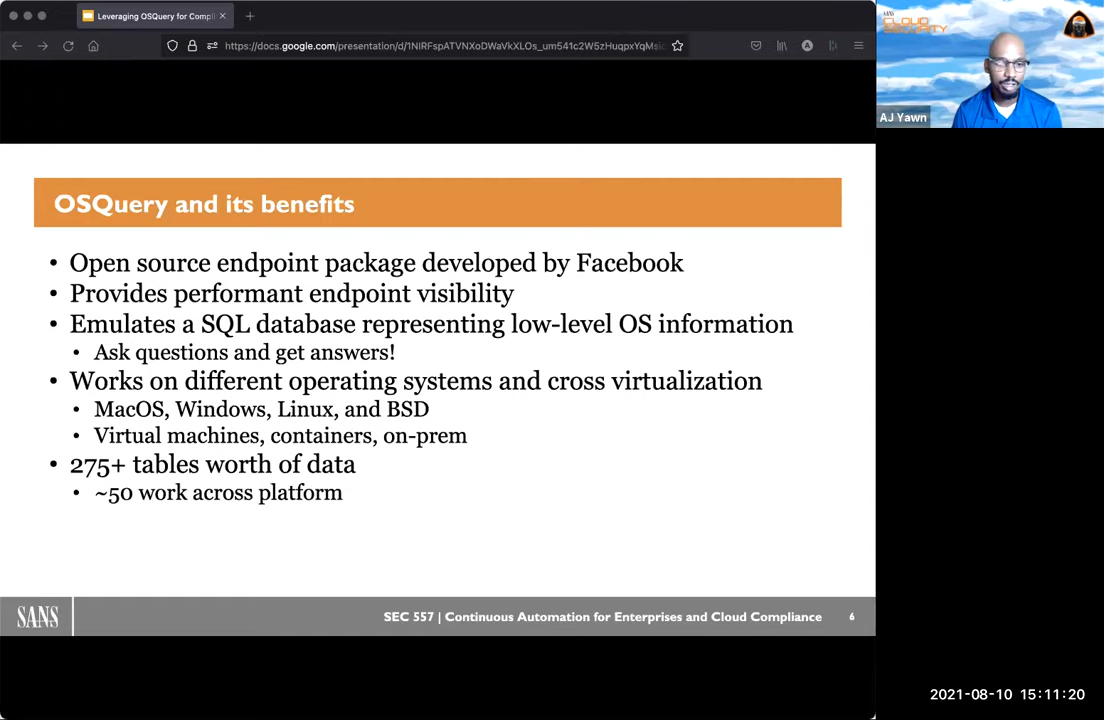 Leveraging OSQuery for Compli
https://docs.google.com/presentation/d/1NIRFspATVNXoDWaVkXLOs_um541c2W5zHuqpxYqMsic
SANS
CLOUD
SECURITY
A
AJ Yawn
OSQuery and its benefits
• Open source endpoint package developed by Facebook
• Provides performant endpoint visibility
• Emulates a SQL database representing low-level OS information
• Ask questions and get answers!
• Works on different operating systems and cross virtualization
• MacOS, Windows, Linux, and BSD
• Virtual machines, containers, on-prem
• 275+ tables worth of data
• ~50 work across platform
SANS
SEC 557 | Continuous Automation for Enterprises and Cloud Compliance 6
2021-08-10 15:11:20